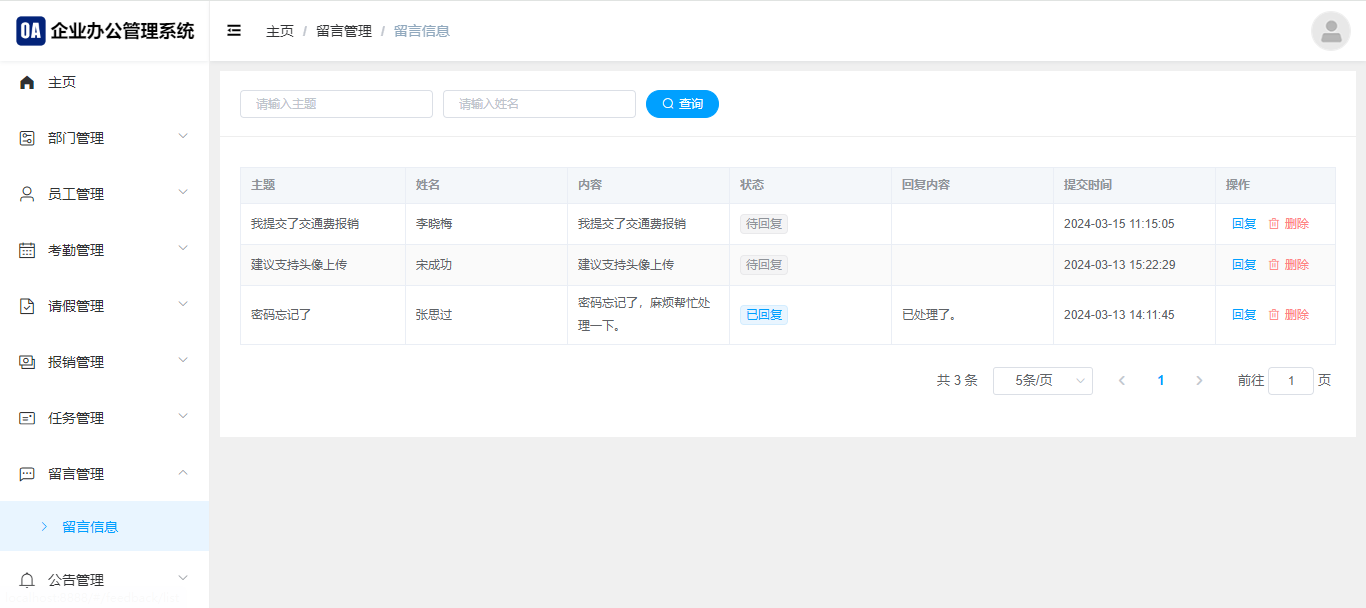 OA 企业办公管理系统
主页 / 留言管理 / 留言信息
主页
部门管理
员工管理
考勤管理
请假管理
报销管理
任务管理
留言管理
留言信息
公告管理
请输入主题 请输入姓名 查询
主题 姓名 内容 状态 回复内容 提交时间 操作
我提交了交通费报销 李晓梅 我提交了交通费报销 待回复 2024-03-15 11:15:05 回复 删除
建议支持头像上传 宋成功 建议支持头像上传 待回复 2024-03-13 15:22:29 回复 删除
密码忘记了 张思过 密码忘记了，麻烦帮忙处 已回复 已处理了。 2024-03-13 14:11:45 回复 删除
理一下。
共 3 条 5条/页 1 前往 1 页